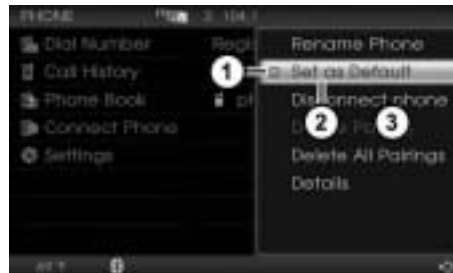 PHONE
Dial Number
Call History
Phone Book
Connect Phone
Settings
Rename Phone
1
Set as Default
Disconnect phone
2
3
Delete All Pairings
Details